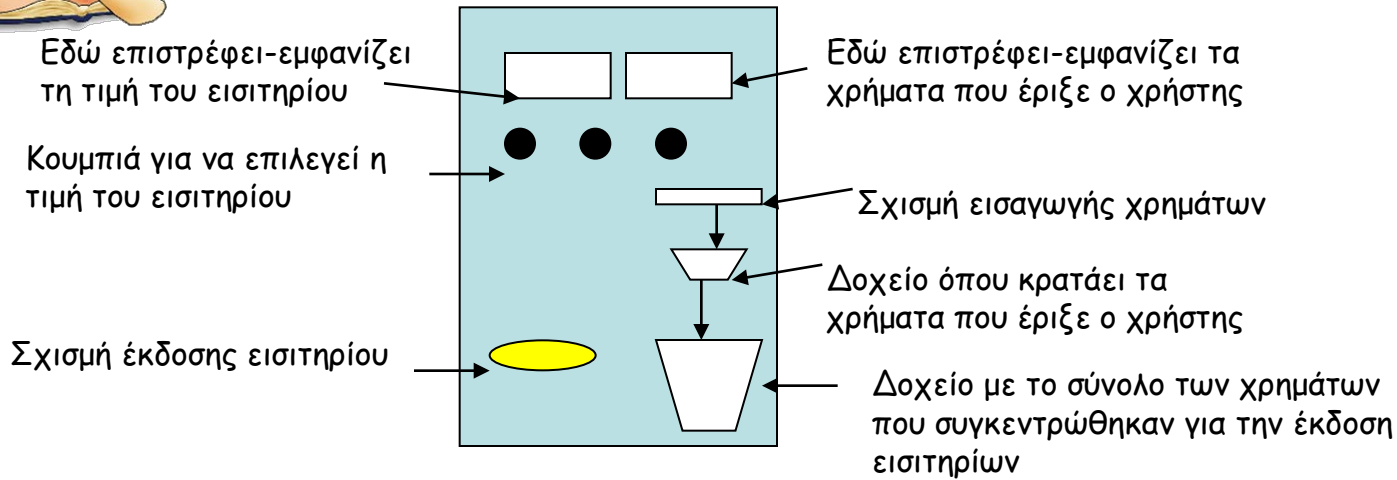 Εδώ επιστρέφει-εμφανίζει
τη τιμή του εισιτηρίου
Κουμπιά για να επιλεγεί η
τιμή του εισιτηρίου
Σχισμή έκδοσης εισιτηρίου
Εδώ επιστρέφει-εμφανίζει τα
χρήματα που έριξε ο χρήστης
Σχισμή εισαγωγής χρημάτων
Δοχείο όπου κρατάει τα
χρήματα που έριξε ο χρήστης
Δοχείο με το σύνολο των χρημάτων
που συγκεντρώθηκαν για την έκδοση
εισιτηρίων